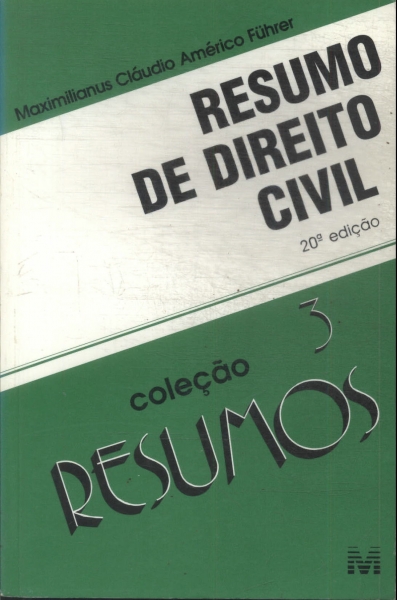 Maximilianus Cláudio Américo Führer
RESUMO
DE DIREITO
CIVIL
20ª edição
3
coleção
RESUMOS
M